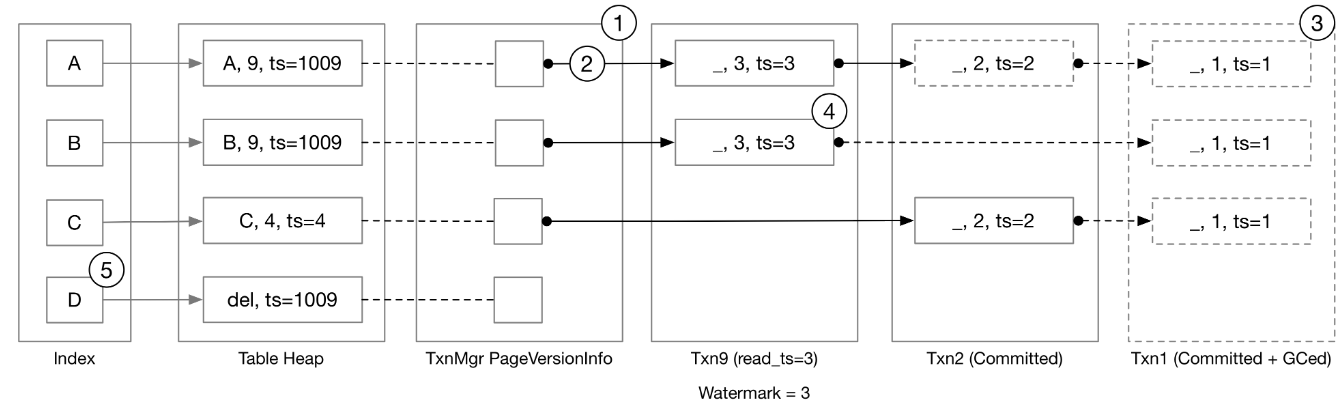 1
3
A
A, 9, ts=1009
2
_, 3, ts=3
_, 2, ts=2
_, 1, ts=1
4
B
B, 9, ts=1009
_, 3, ts=3
_, 1, ts=1
C
C, 4, ts=4
_, 2, ts=2
_, 1, ts=1
5
D
del, ts=1009
Index
Table Heap
TxnMgr PageVersionInfo
Txn9 (read_ts=3)
Txn2 (Committed)
Txn1 (Committed + GCed)
Watermark = 3